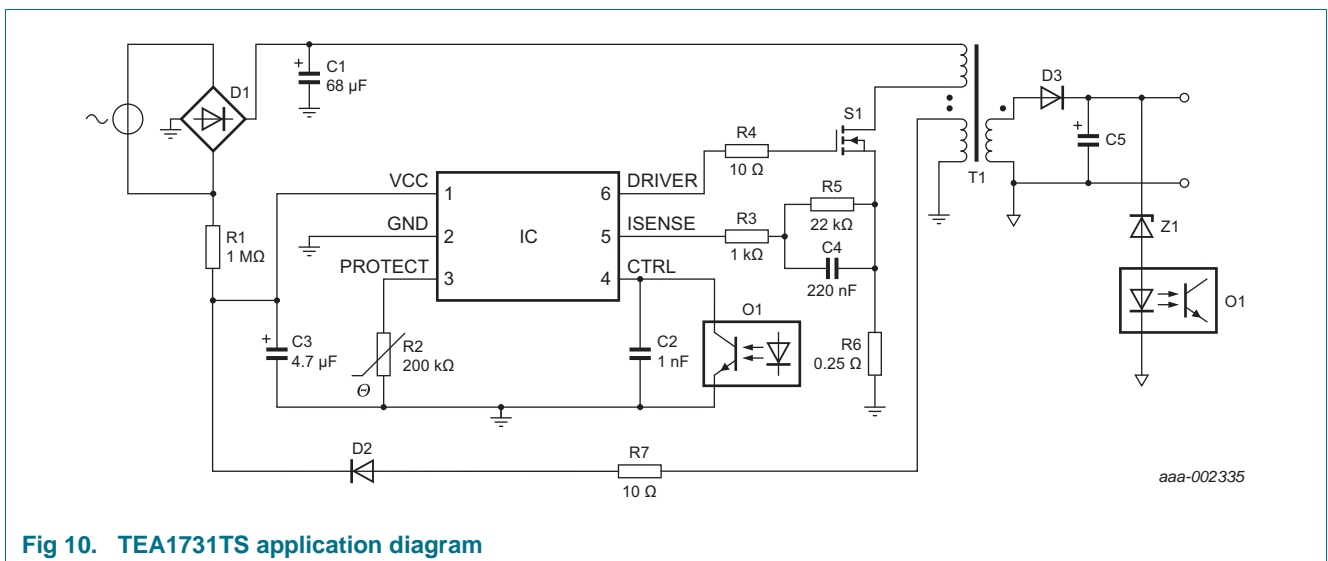 D1
C1
68 µF
+
R1
1 MΩ
VCC
1
GND
2
PROTECT
3
IC
6
DRIVER
5
ISENSE
4
CTRL
R4
10 Ω
S1
R3
1 kΩ
R5
22 kΩ
C4
220 nF
R6
0.25 Ω
C3
4.7 µF
+
R2
200 kΩ
Θ
C2
1 nF
O1
D2
R7
10 Ω
T1
D3
+
C5
Z1
O1
aaa-002335
Fig 10. TEA1731TS application diagram